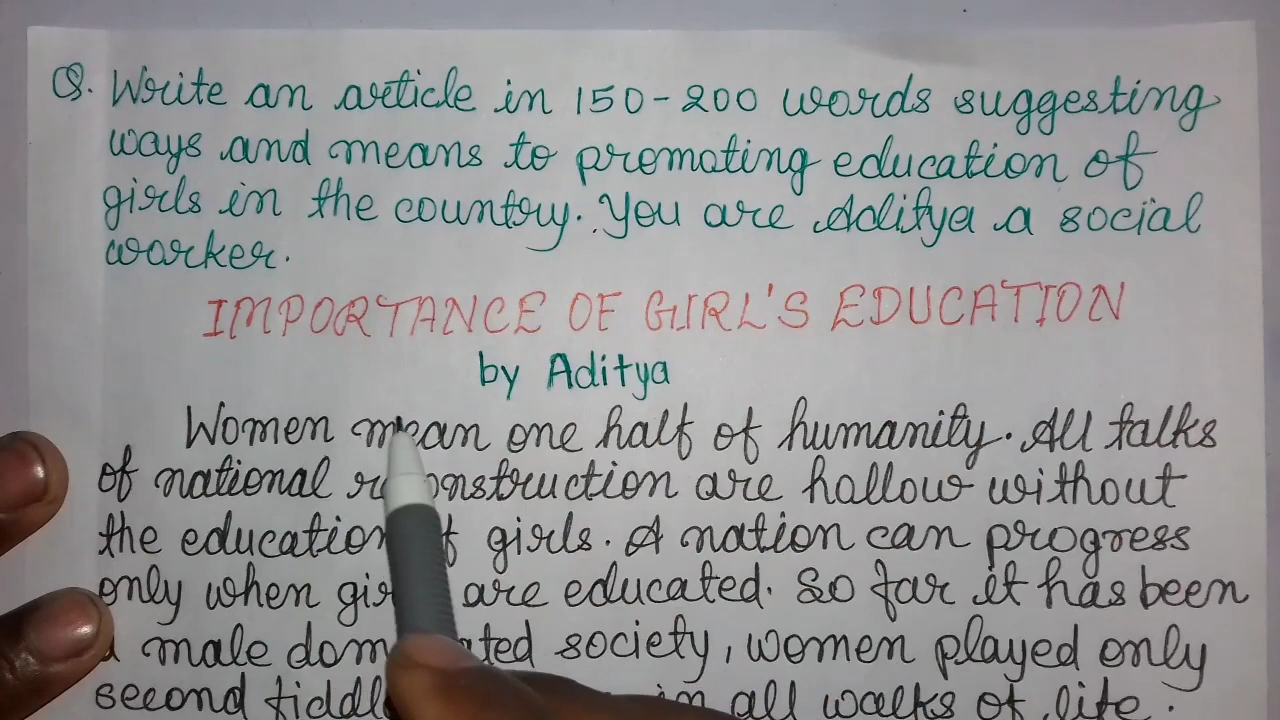 Q. Write an article in 150-200 words suggesting
ways and means to promoting education of
girls in the country. You are Aditya a social
worker.
IMPORTANCE OF GIRL'S EDUCATION
by Aditya
Women mean one half of humanity. All talks
of national reconstruction are hallow without
the education of girls. A nation can progress
only when girls are educated. So far it has been
a male dominated society, women played only
second fiddle in all walks of life.